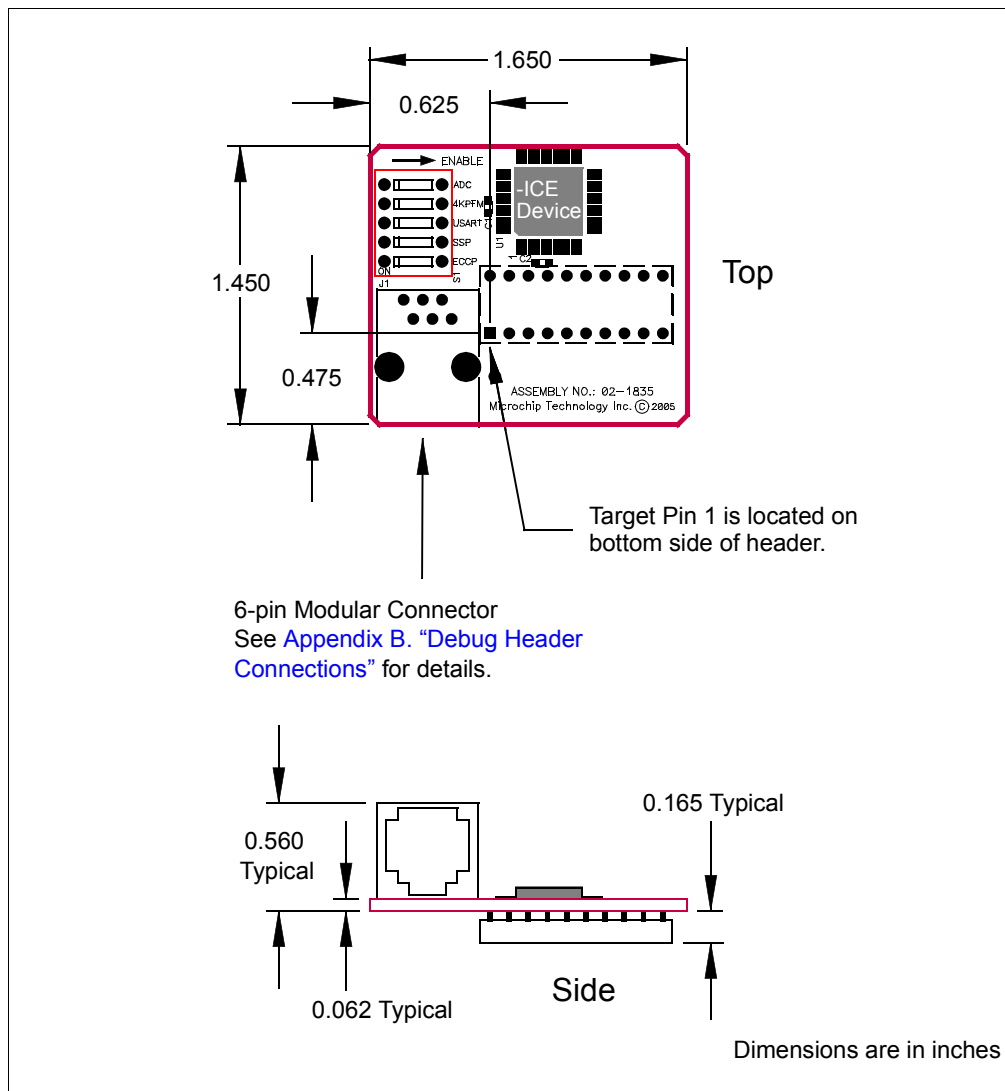 1.650
0.625
ENABLE
ADC
4KPFM
USART
SSP
ECCP
ON
J1
S1
C1
U1
-ICE
Device
1
C2
Top
1.450
0.475
ASSEMBLY NO.: 02-1835
Microchip Technology Inc. © 2005
Target Pin 1 is located on
bottom side of header.
6-pin Modular Connector
See Appendix B. “Debug Header
Connections” for details.
0.165 Typical
0.560
Typical
0.062 Typical
Side
Dimensions are in inches